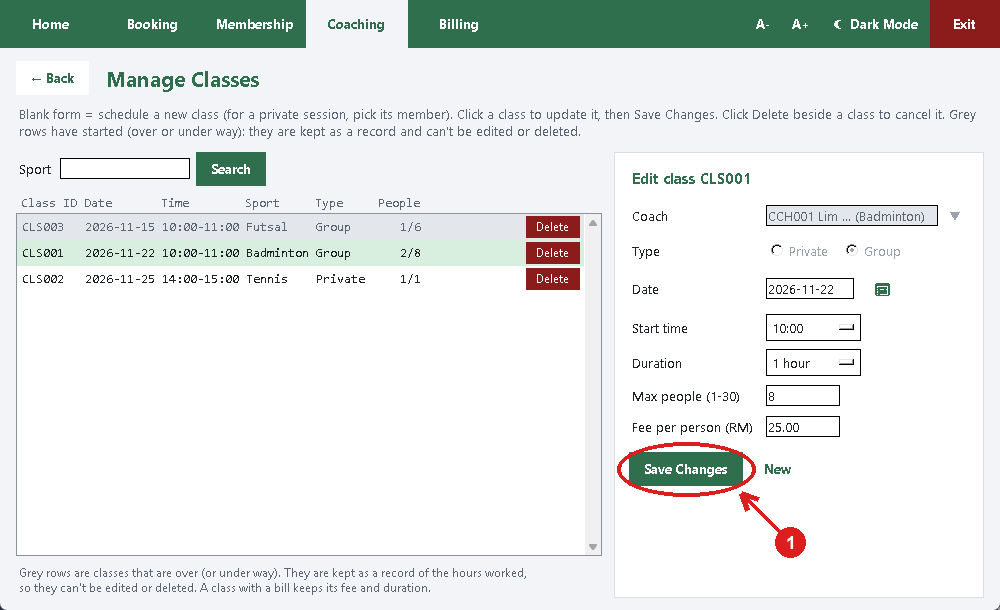 Home Booking Membership Coaching Billing A- A+ ☾ Dark Mode Exit
← Back Manage Classes
Blank form = schedule a new class (for a private session, pick its member). Click a class to update it, then Save Changes. Click Delete beside a class to cancel it. Grey
rows have started (over or under way): they are kept as a record and can't be edited or deleted.
Sport Search
Class ID Date Time Sport Type People
CLS003 2026-11-15 10:00-11:00 Futsal Group 1/6 Delete
CLS001 2026-11-22 10:00-11:00 Badminton Group 2/8 Delete
CLS002 2026-11-25 14:00-15:00 Tennis Private 1/1 Delete
Grey rows are classes that are over (or under way). They are kept as a record of the hours worked,
so they can't be edited or deleted. A class with a bill keeps its fee and duration.
Edit class CLS001
Coach CCH001 Lim ... (Badminton)
Type Private Group
Date 2026-11-22
Start time 10:00
Duration 1 hour
Max people (1-30) 8
Fee per person (RM) 25.00
Save Changes New
1